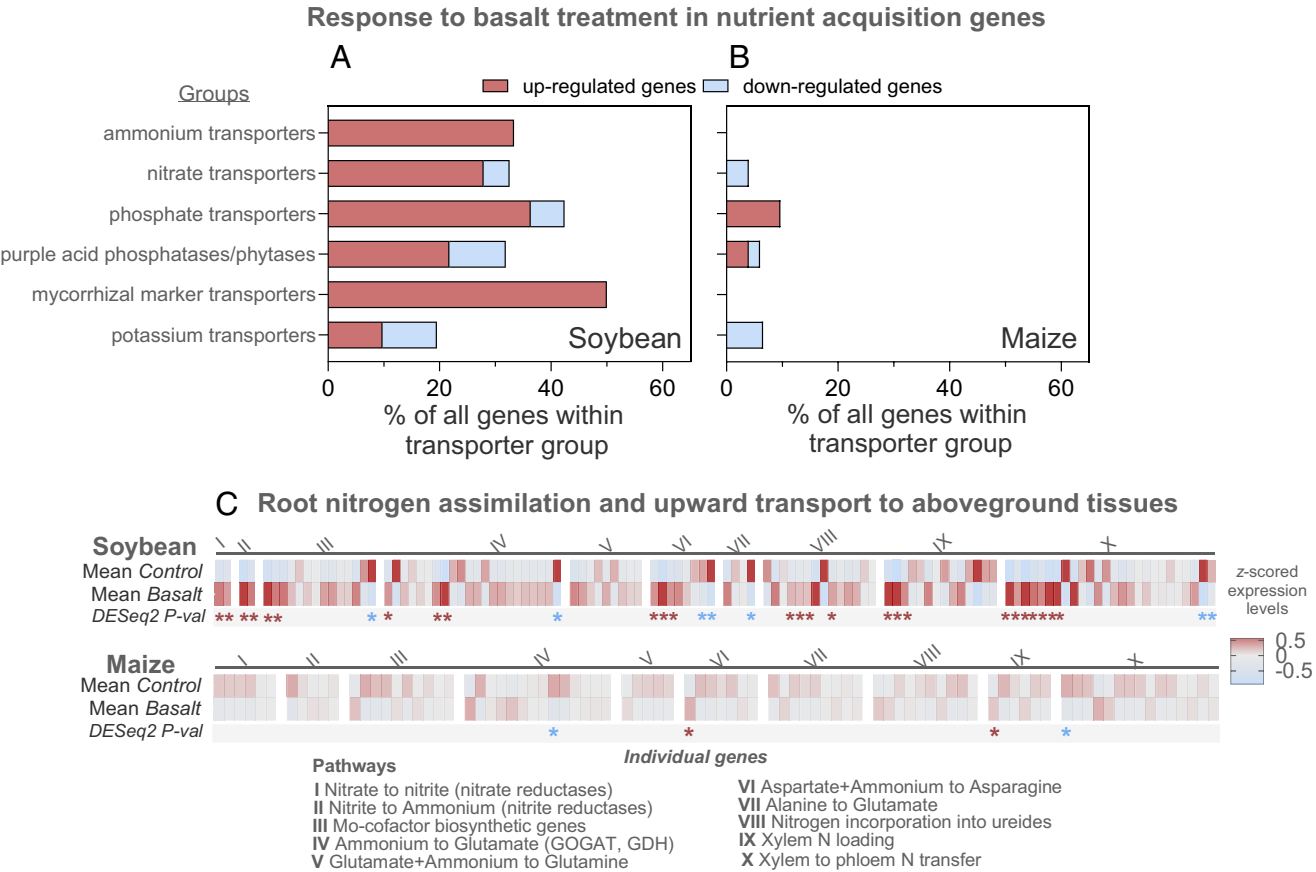 Response to basalt treatment in nutrient acquisition genes
A
B
Groups
up-regulated genes
down-regulated genes
ammonium transporters
nitrate transporters
phosphate transporters
purple acid phosphatases/phytases
mycorrhizal marker transporters
potassium transporters
Soybean
Maize
0 20 40 60
0 20 40 60
% of all genes within
transporter group
% of all genes within
transporter group
C Root nitrogen assimilation and upward transport to aboveground tissues
Soybean
I II III IV V VI VII VIII IX X
Mean Control
Mean Basalt
DESeq2 P-val
** ** ** * * ** * *** ** * *** * *** ******* **
z-scored
expression
levels
0.5
0
-0.5
Maize
I II III IV V VI VII VIII IX X
Mean Control
Mean Basalt
DESeq2 P-val
* * * *
Individual genes
Pathways
I Nitrate to nitrite (nitrate reductases)
II Nitrite to Ammonium (nitrite reductases)
III Mo-cofactor biosynthetic genes
IV Ammonium to Glutamate (GOGAT, GDH)
V Glutamate+Ammonium to Glutamine
VI Aspartate+Ammonium to Asparagine
VII Alanine to Glutamate
VIII Nitrogen incorporation into ureides
IX Xylem N loading
X Xylem to phloem N transfer